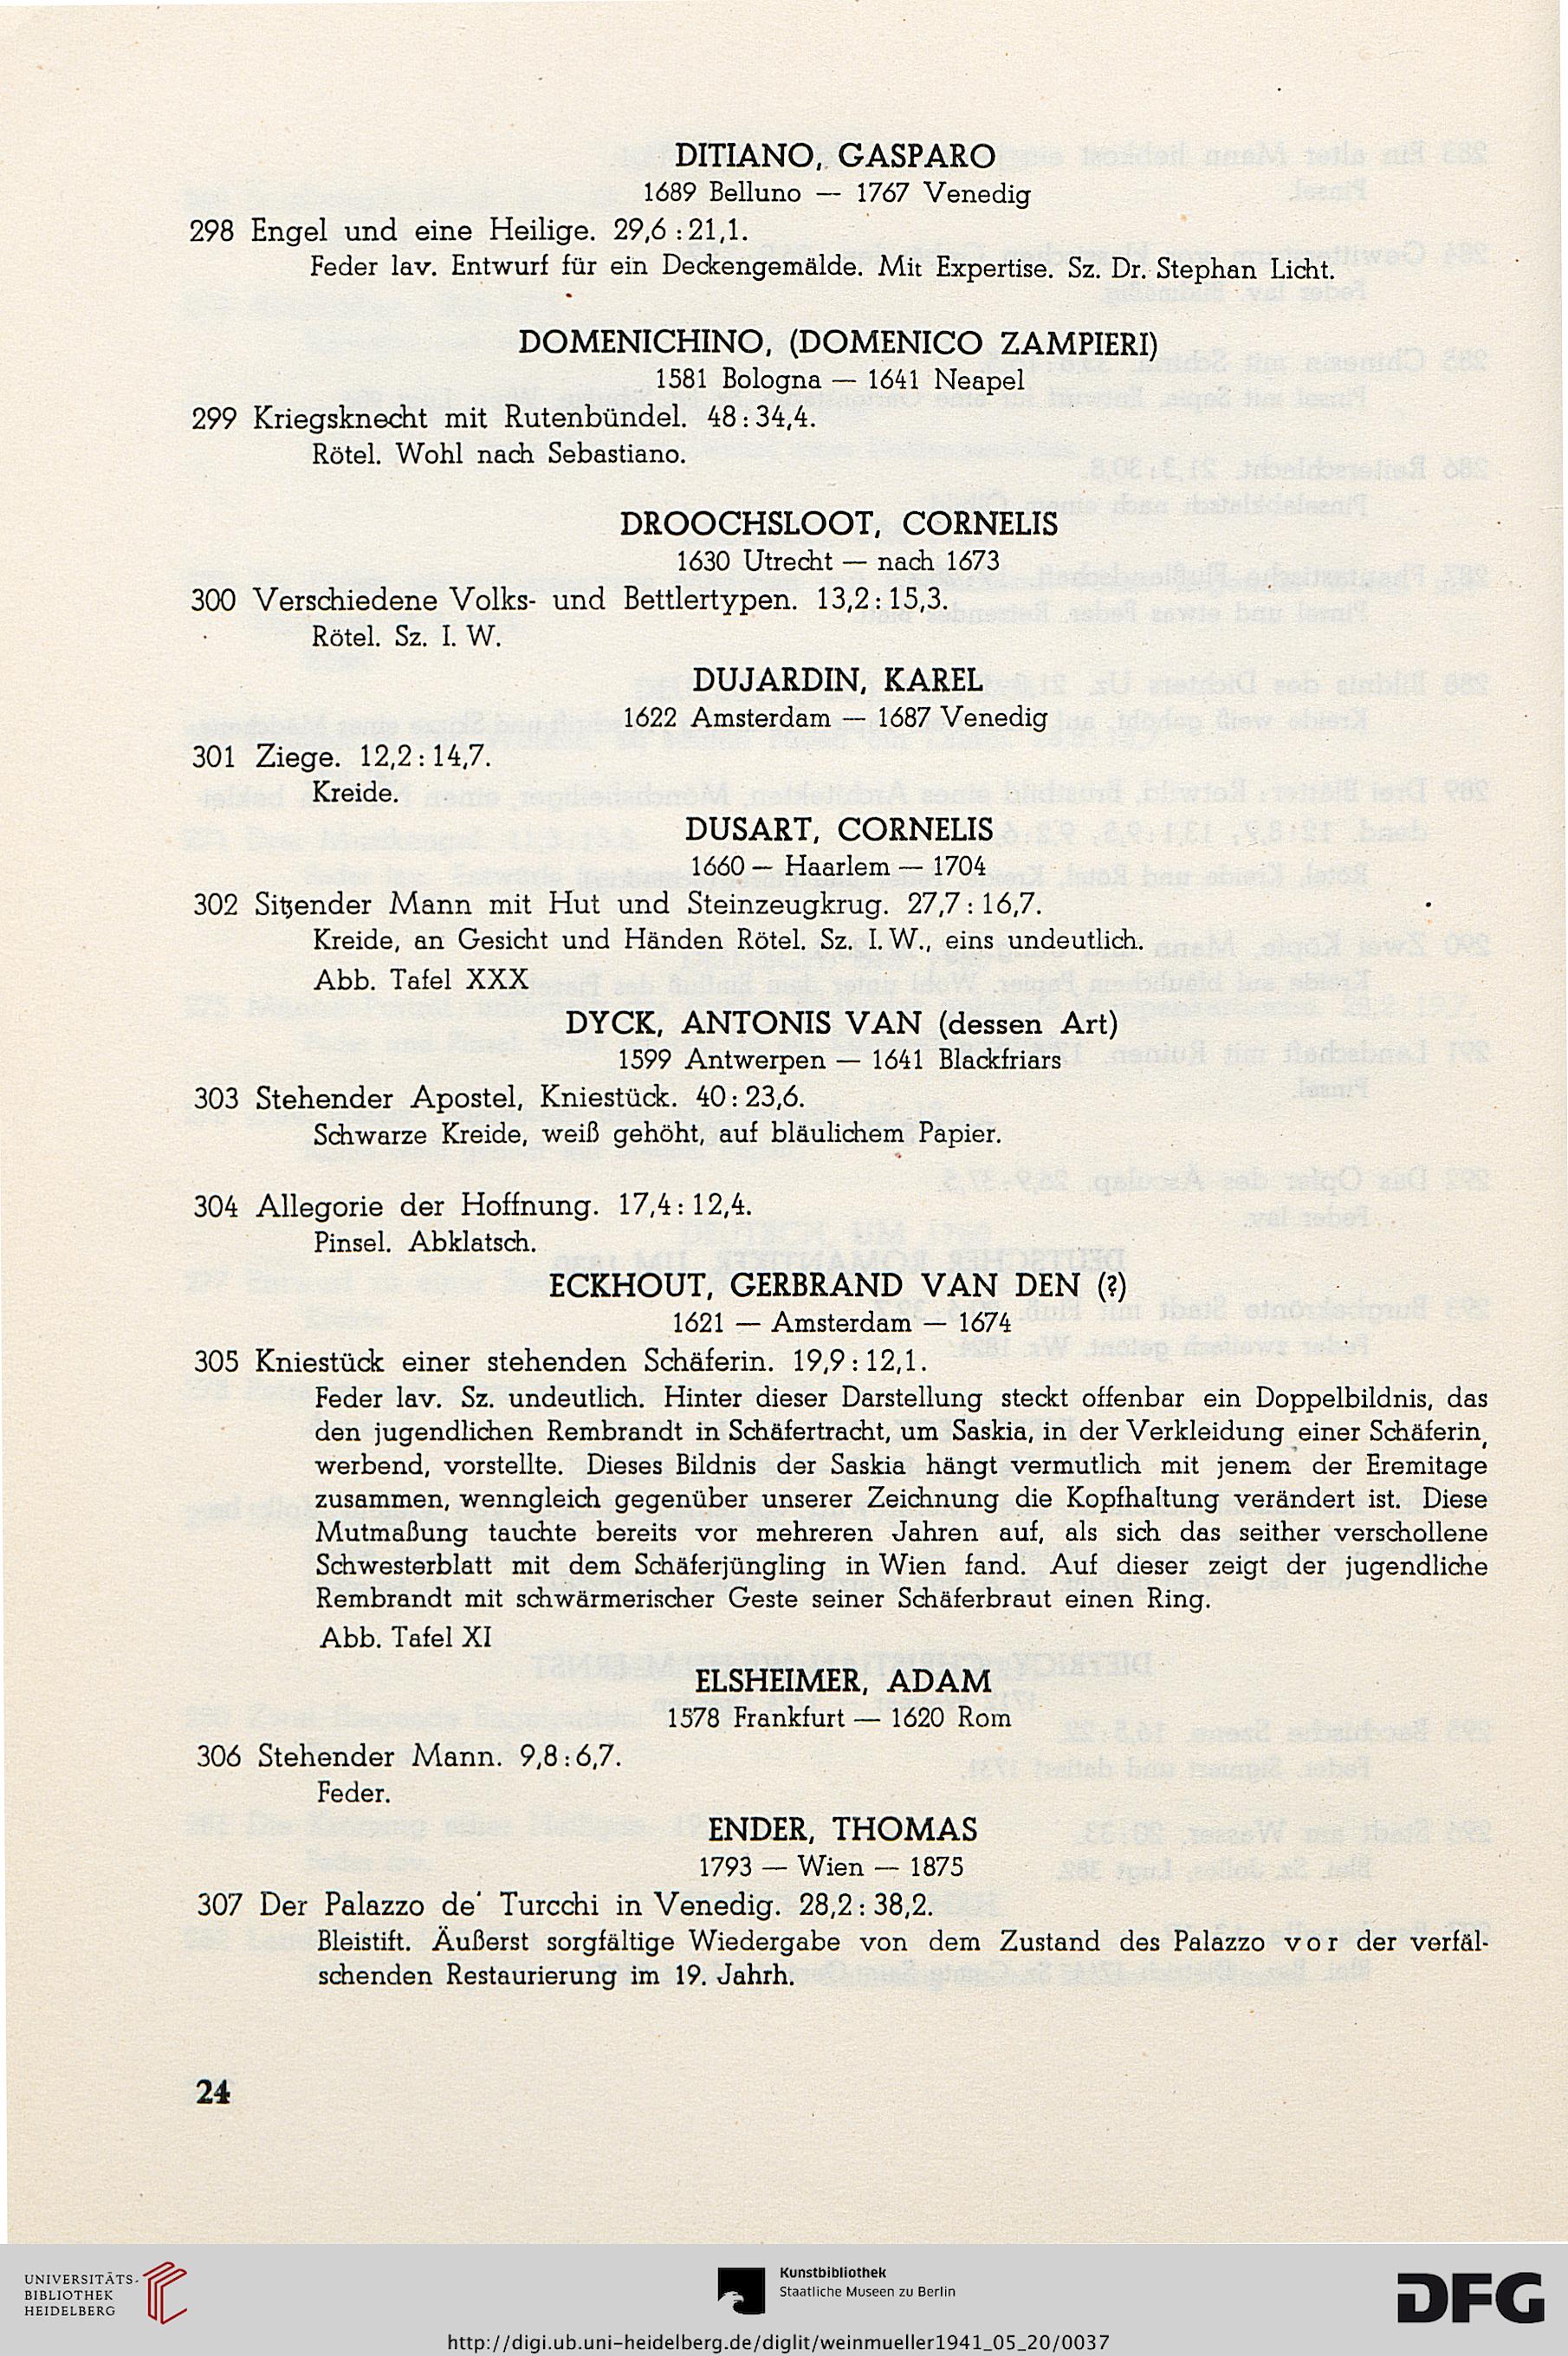 DITIANO, GASPARO
1689 Belluno — 1767 Venedig
298 Engel und eine Heilige. 29,6 : 21,1.
Feder lav. Entwurf für ein Deckengemälde. Mit Expertise. Sz. Dr. Stephan Licht.
DOMENICHINO, (DOMENICO ZAMPIERI)
1581 Bologna — 1641 Neapel
299 Kriegsknecht mit Rutenbündel. 48 : 34,4.
Rötel. Wohl nach Sebastiano.
DROOCHSLOOT, CORNELIS
1630 Utrecht — nach 1673
300 Verschiedene Volks- und Bettlertypen. 13,2 : 15,3.
Rötel. Sz. I. W.
DUJARDIN, KAREL
1622 Amsterdam — 1687 Venedig
301 Ziege. 12,2 : 14,7.
Kreide.
DUSART, CORNELIS
1660 — Haarlem — 1704
302 Sitzender Mann mit Hut und Steinzeugkrug. 27,7 : 16,7.
Kreide, an Gesicht und Händen Rötel. Sz. I. W., eins undeutlich.
Abb. Tafel XXX
DYCK, ANTONIS VAN (dessen Art)
1599 Antwerpen — 1641 Blackfriars
303 Stehender Apostel, Kniestück. 40 : 23,6.
Schwarze Kreide, weiß gehöht, auf bläulichem Papier.
304 Allegorie der Hoffnung. 17,4 : 12,4.
Pinsel. Abklatsch.
ECKHOUT, GERBRAND VAN DEN (?)
1621 — Amsterdam — 1674
305 Kniestück einer stehenden Schäferin. 19,9 : 12,1.
Feder lav. Sz. undeutlich. Hinter dieser Darstellung steckt offenbar ein Doppelbildnis, das
den jugendlichen Rembrandt in Schäfertracht, um Saskia, in der Verkleidung einer Schäferin,
werbend, vorstellte. Dieses Bildnis der Saskia hängt vermutlich mit jenem der Eremitage
zusammen, wenngleich gegenüber unserer Zeichnung die Kopfhaltung verändert ist. Diese
Mutmaßung tauchte bereits vor mehreren Jahren auf, als sich das seither verschollene
Schwesterblatt mit dem Schäferjüngling in Wien fand. Auf dieser zeigt der jugendliche
Rembrandt mit schwärmerischer Geste seiner Schäferbraut einen Ring.
Abb. Tafel XI
ELSHEIMER, ADAM
1578 Frankfurt — 1620 Rom
306 Stehender Mann. 9,8 : 6,7.
Feder.
ENDER, THOMAS
1793 — Wien — 1875
307 Der Palazzo de' Turcchi in Venedig. 28,2 : 38,2.
Bleistift. Äußerst sorgfältige Wiedergabe von dem Zustand des Palazzo vor der verfäl-
schenden Restaurierung im 19. Jahrh.
24
UNIVERSITÄTS-
BIBLIOTHEK
HEIDELBERG
Kunstbibliothek
Staatliche Museen zu Berlin
DFG
http://digi.ub.uni-heidelberg.de/diglit/weinmueller1941_05_20/0037